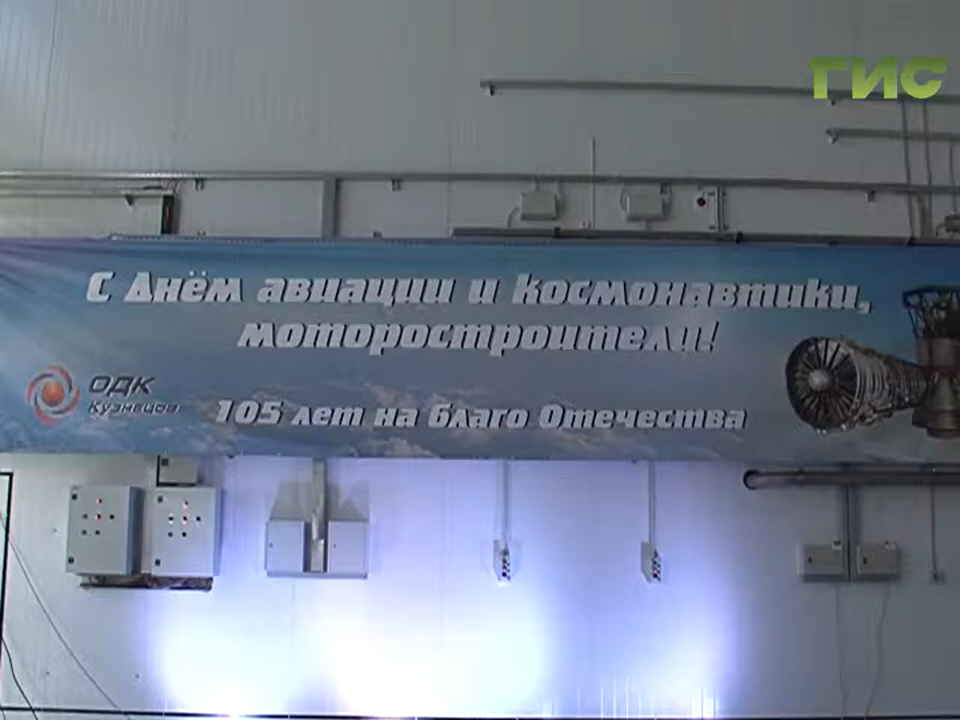 ГИС
С Днём авиации и космонавтики,
моторостроители!
ОДК
Кузнецов
105 лет на благо Отечества